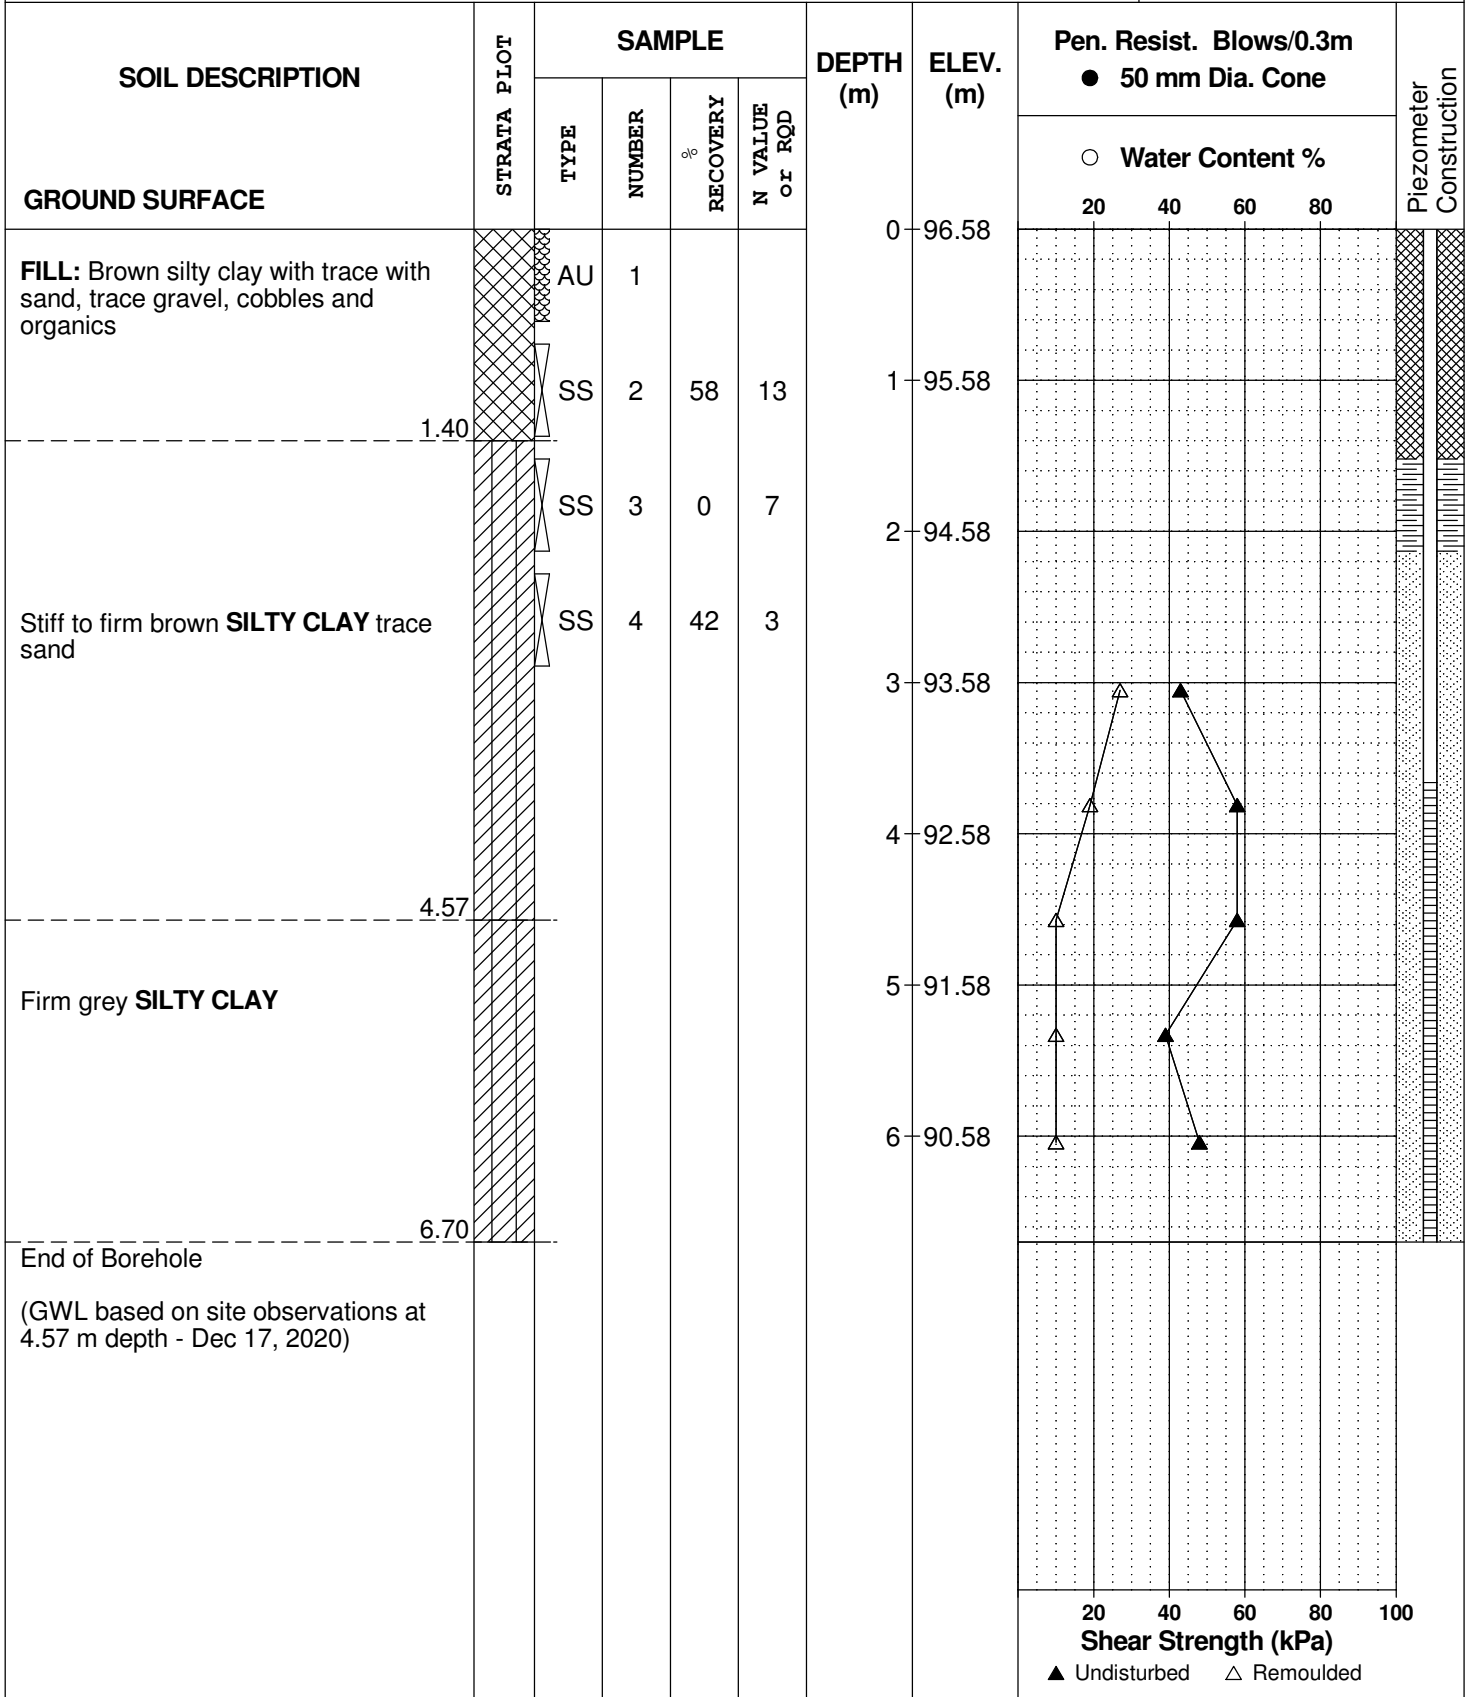 SOIL DESCRIPTION
GROUND SURFACE
STRATA PLOT
SAMPLE
TYPE
NUMBER
%
RECOVERY
N VALUE
or RQD
DEPTH
(m)
ELEV.
(m)
Pen. Resist. Blows/0.3m
● 50 mm Dia. Cone
○ Water Content %
20 40 60 80
Piezometer
Construction
0 96.58
FILL: Brown silty clay with trace with
sand, trace gravel, cobbles and
organics
AU 1
1 95.58
SS 2 58 13
1.40
SS 3 0 7
2 94.58
Stiff to firm brown SILTY CLAY trace
sand
SS 4 42 3
3 93.58
4 92.58
4.57
5 91.58
Firm grey SILTY CLAY
6 90.58
6.70
End of Borehole
(GWL based on site observations at
4.57 m depth - Dec 17, 2020)
20 40 60 80 100
Shear Strength (kPa)
▲ Undisturbed △ Remoulded